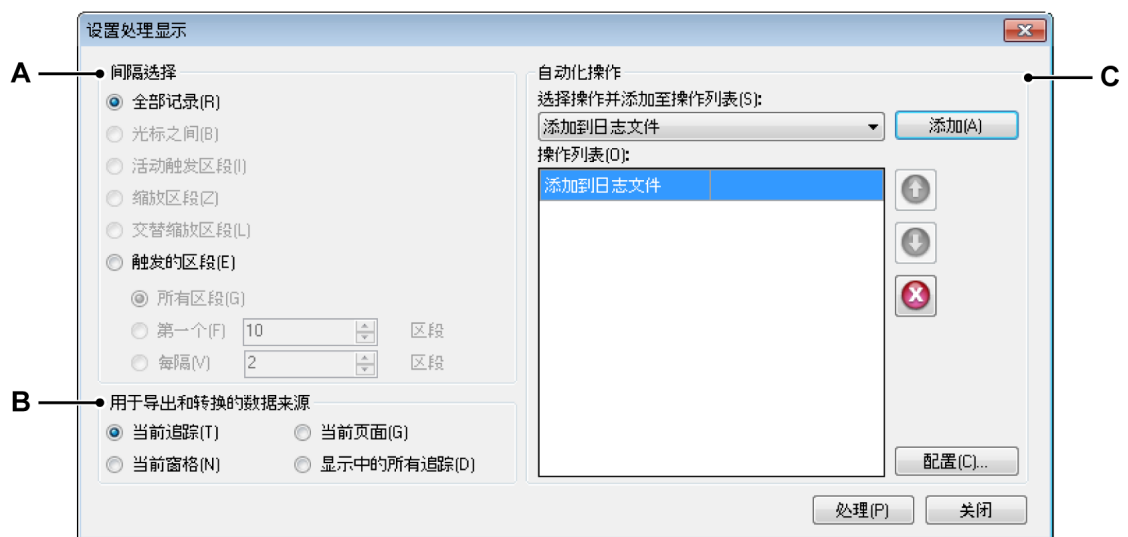 设置处理显示
A
间隔选择
全部记录(R)
光标之间(B)
活动触发区段(I)
缩放区段(Z)
交替缩放区段(L)
触发的区段(E)
所有区段(G)
第一个(F) 10 区段
每隔(V) 2 区段
B
用于导出和转换的数据来源
当前追踪(T) 当前页面(G)
当前窗格(N) 显示中的所有追踪(D)
C
自动化操作
选择操作并添加至操作列表(S):
添加到日志文件 添加(A)
操作列表(O):
添加到日志文件
配置(C)...
处理(P) 关闭